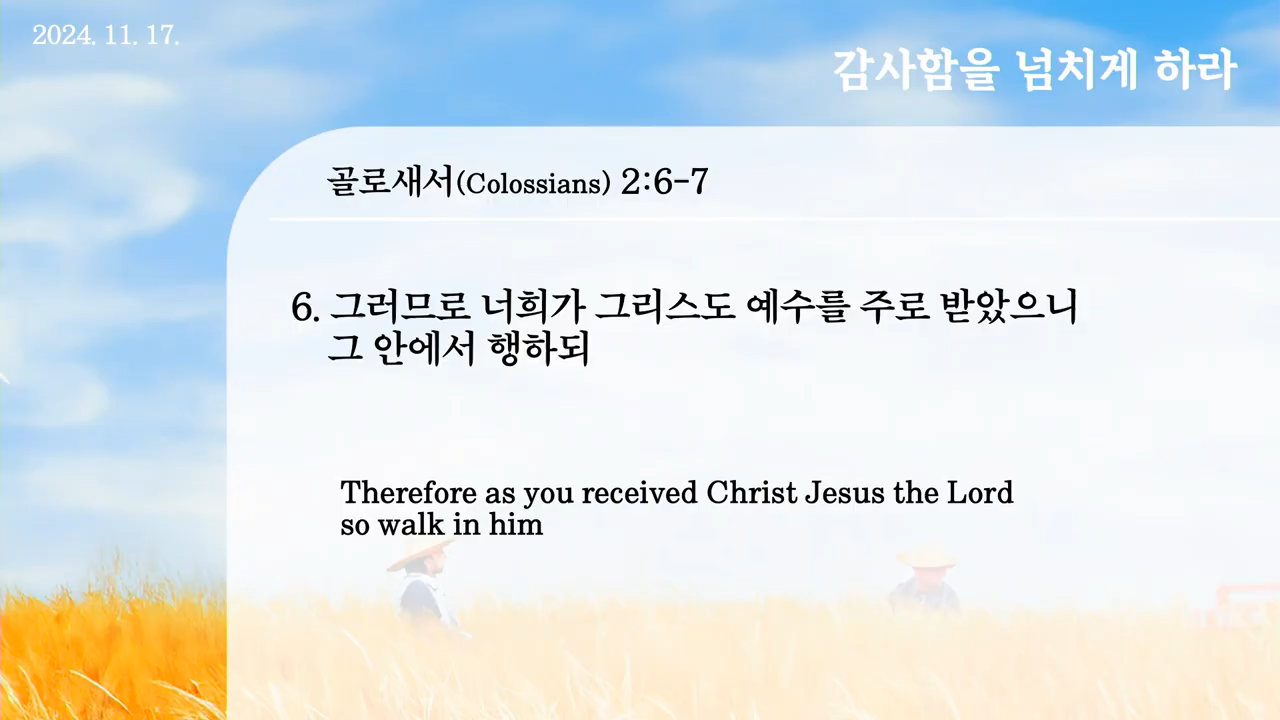 2024. 11. 17.
감사함을 넘치게 하라
골로새서(Colossians) 2:6-7
6. 그러므로 너희가 그리스도 예수를 주로 받았으니
그 안에서 행하되
Therefore as you received Christ Jesus the Lord
so walk in him